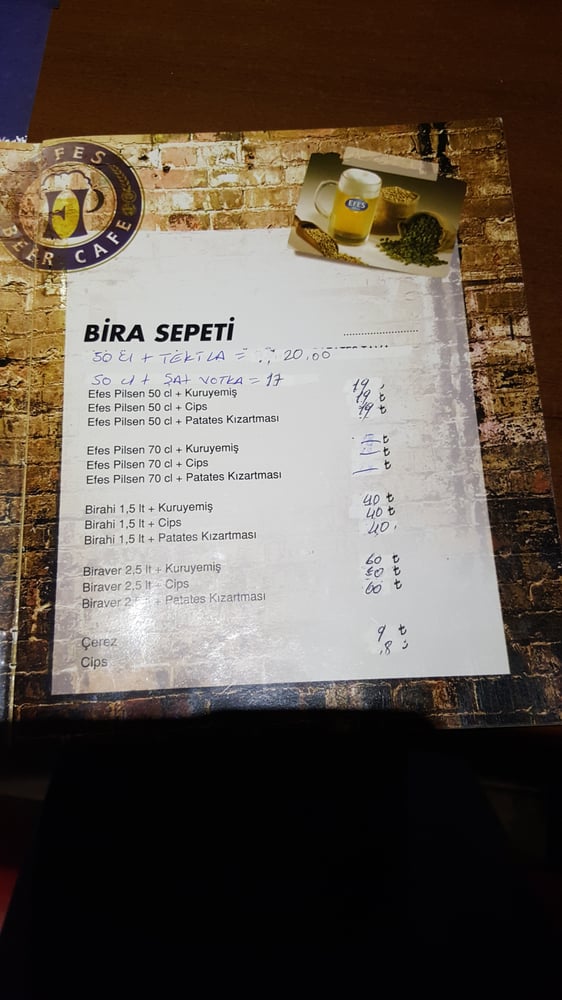 EFES
BEER CAFE
EFES
BİRA SEPETİ
50 cl + TEKİLA = 20,00
50 cl + ŞAT VOTKA = 17
Efes Pilsen 50 cl + Kuruyemiş 19
Efes Pilsen 50 cl + Cips 19 ₺
Efes Pilsen 50 cl + Patates Kızartması 19
Efes Pilsen 70 cl + Kuruyemiş ₺
Efes Pilsen 70 cl + Cips ₺
Efes Pilsen 70 cl + Patates Kızartması ₺
Birahi 1,5 lt + Kuruyemiş 40 ₺
Birahi 1,5 lt + Cips 40 ₺
Birahi 1,5 lt + Patates Kızartması 40
Biraver 2,5 lt + Kuruyemiş 60 ₺
Biraver 2,5 lt + Cips ₺
Biraver + Patates Kızartması 60 ₺
Çerez 9 ₺
Cips 8